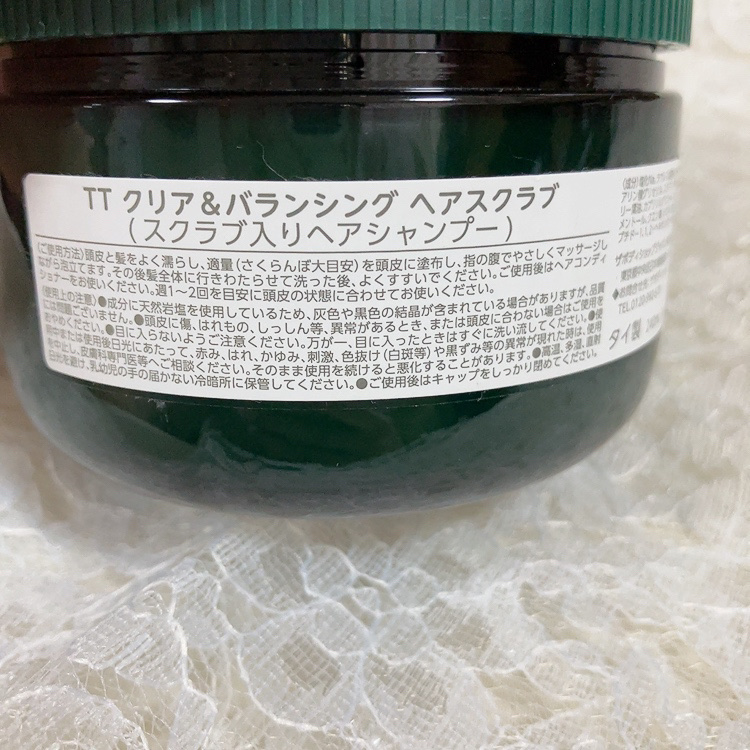 TT クリア＆バランシング ヘアスクラブ
（スクラブ入りヘアシャンプー）
〈ご使用方法〉頭皮と髪をよく濡らし、適量（さくらんぼ大目安）を頭皮に塗布し、指の腹でやさしくマッサージし
ながら泡立てます。その後髪全体に行きわたらせて洗った後、よくすすいでください。ご使用後はヘアコンディ
ショナーをお使いください。週1～2回を目安に頭皮の状態に合わせてお使いください。
〈使用上の注意〉●成分に天然岩塩を使用しているため、灰色や黒色の結晶が含まれている場合がありますが、品質
には問題ございません。●頭皮に傷、はれもの、しっしん等、異常があるとき、または頭皮に合わない場合はご使用を
おやめください。●目に入らないようご注意ください。万が一、目に入ったときはすぐに洗い流してください。●使
用中または使用後日光にあたって、赤み、はれ、かゆみ、刺激、色抜け（白斑等）や黒ずみ等の異常が現れた時は、使用
を中止し、皮膚科専門医等へご相談ください。そのまま使用を続けると悪化することがあります。●高温、多湿、直射
日光を避け、乳幼児の手の届かない冷暗所に保管してください。●ご使用後はキャップをしっかり閉めてください。
〈成分〉
メントール、
ザボディショップ
タイ製